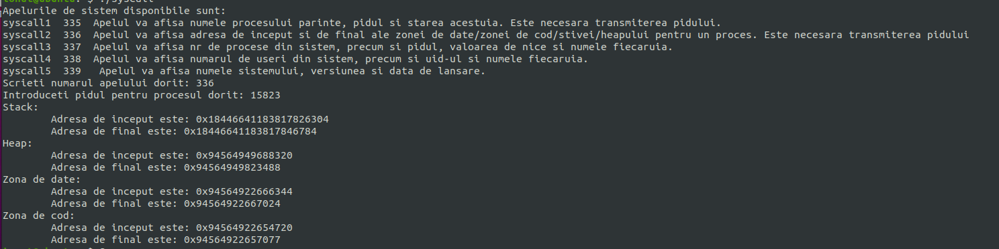 Apelurile de sistem disponibile sunt:
syscall1  335  Apelul va afisa numele procesului parinte, pidul si starea acestuia. Este necesara transmiterea pidului.
syscall2  336  Apelul va afisa adresa de inceput si de final ale zonei de date/zonei de cod/stivei/heapului pentru un proces. Este necesara transmiterea pidului
syscall3  337  Apelul va afisa nr de procese din sistem, precum si pidul, valoarea de nice si numele fiecaruia.
syscall4  338  Apelul va afisa numarul de useri din sistem, precum si uid-ul si numele fiecaruia.
syscall5  339   Apelul va afisa numele sistemului, versiunea si data de lansare.
Scrieti numarul apelului dorit: 336
Introduceti pidul pentru procesul dorit: 15823
Stack:
        Adresa de inceput este: 0x18446641183817826304
        Adresa de final este: 0x18446641183817846784
Heap:
        Adresa de inceput este: 0x94564949688320
        Adresa de final este: 0x94564949823488
Zona de date:
        Adresa de inceput este: 0x94564922666344
        Adresa de final este: 0x94564922667024
Zona de cod:
        Adresa de inceput este: 0x94564922654720
        Adresa de final este: 0x94564922657077